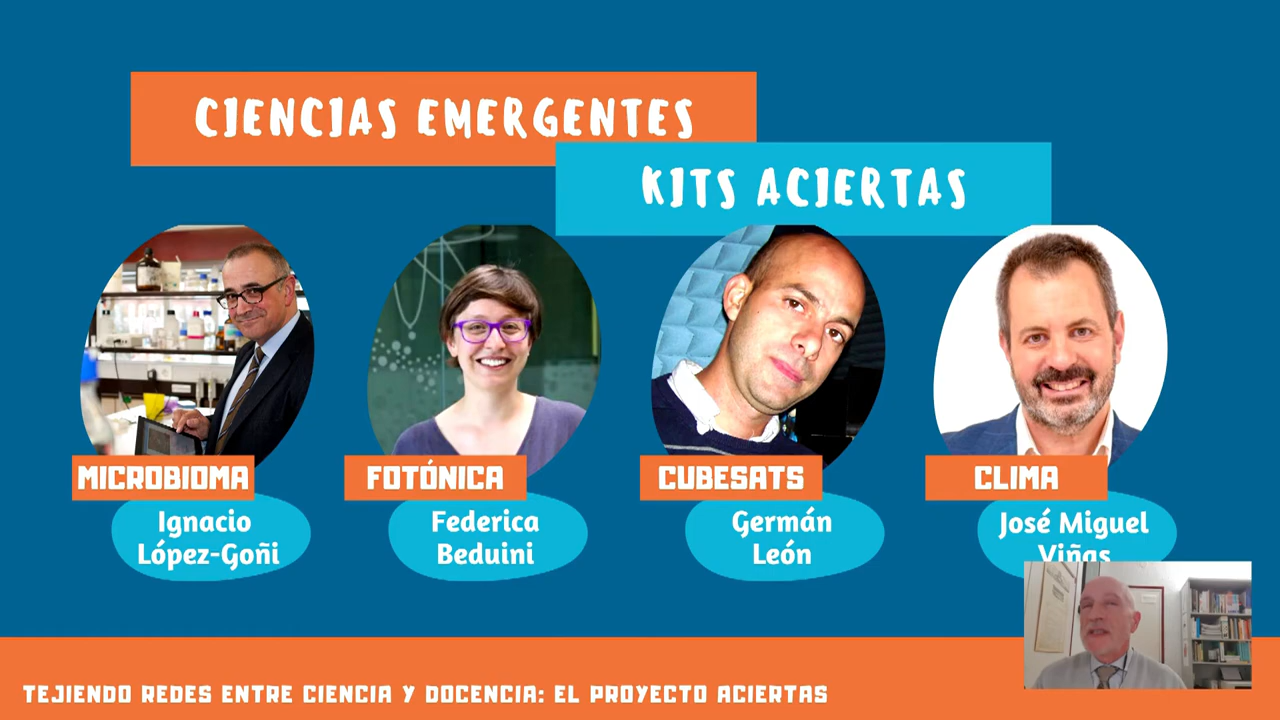 CIENCIAS EMERGENTES
KITS ACIERTAS
MICROBIOMA
Ignacio
López-Goñi
FOTÓNICA
Federica
Beduini
CUBESATS
Germán
León
CLIMA
José Miguel
Viñas
TEJIENDO REDES ENTRE CIENCIA Y DOCENCIA: EL PROYECTO ACIERTAS